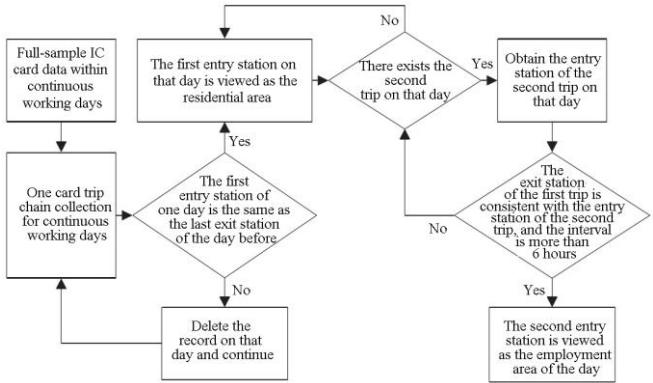 Full-sample IC
card data within
continuous
working days
The first entry station on
that day is viewed as the
residential area
No
There exists the
second
trip on that day
Yes
Obtain the entry
station of the
second trip on
that day
Yes
One card trip
chain collection
for continuous
working days
The first
entry station of
one day is the same as
the last exit station
of the day before
No
The
exit station
of the first trip is
consistent with the entry
station of the second
trip, and the interval
is more than
6 hours
No
Yes
Delete the
record on that
day and continue
The second entry
station is viewed
as the employment
area of the day